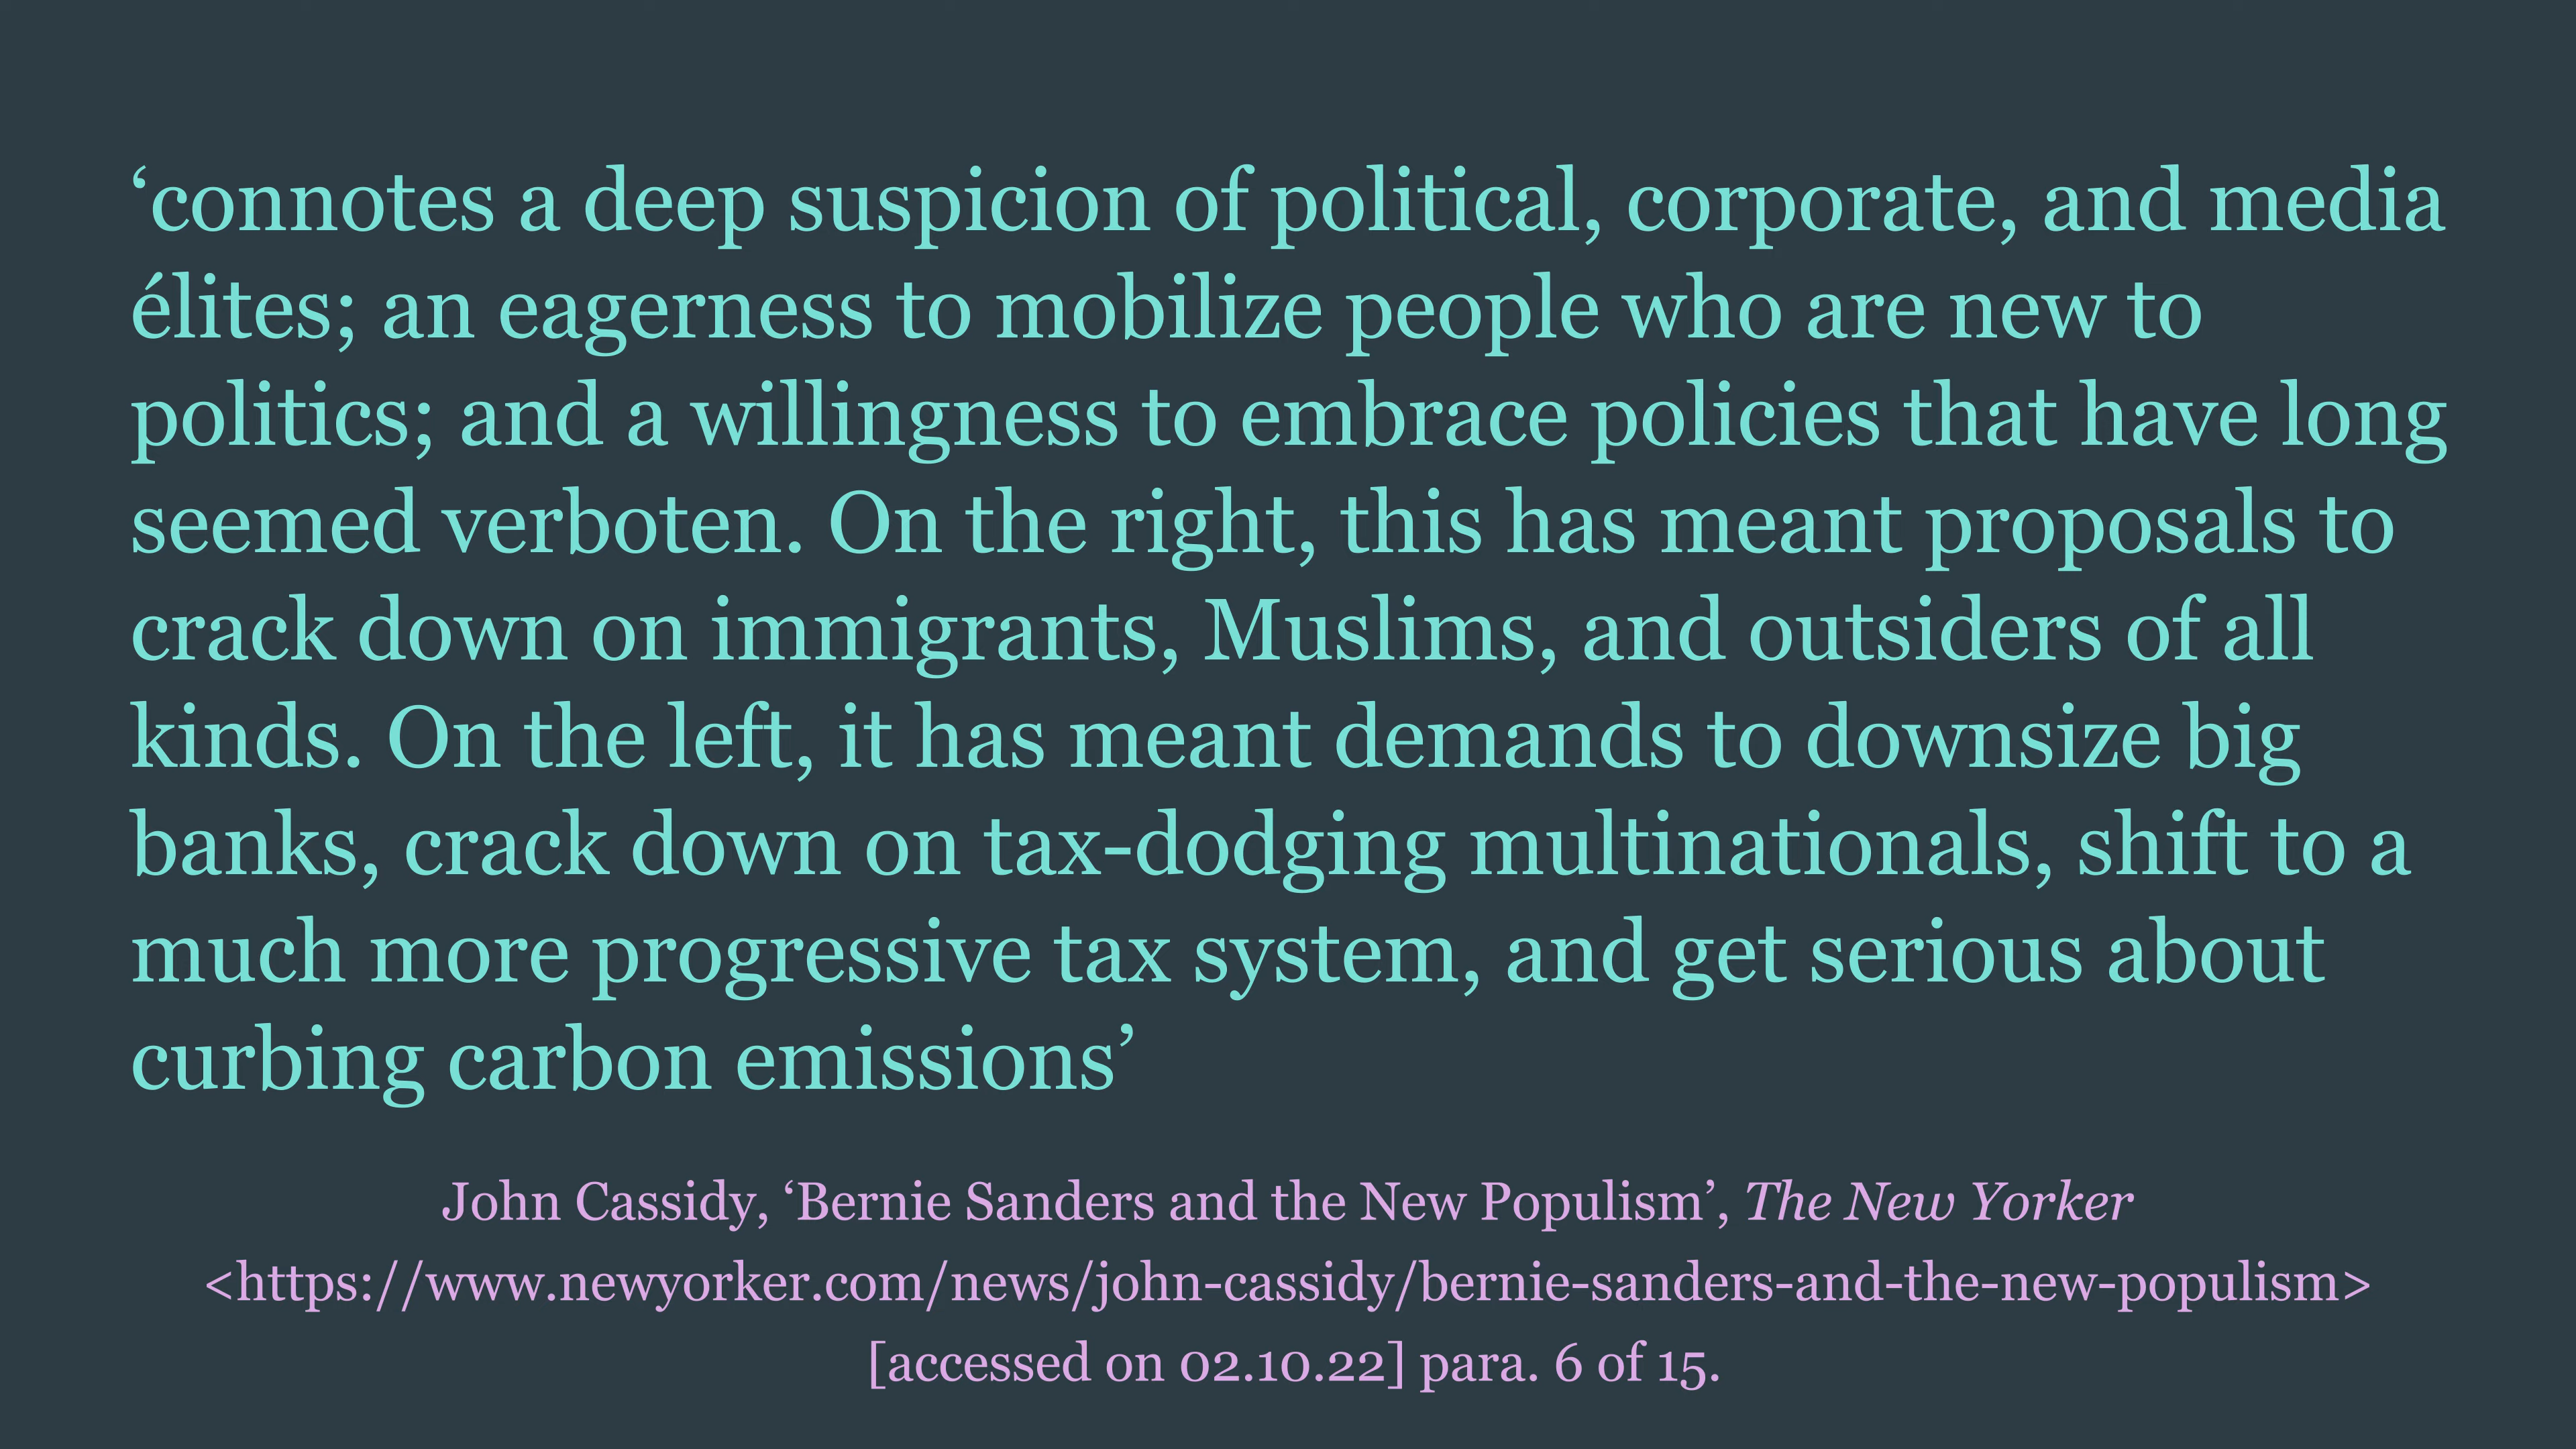 ‘connotes a deep suspicion of political, corporate, and media
élites; an eagerness to mobilize people who are new to
politics; and a willingness to embrace policies that have long
seemed verboten. On the right, this has meant proposals to
crack down on immigrants, Muslims, and outsiders of all
kinds. On the left, it has meant demands to downsize big
banks, crack down on tax-dodging multinationals, shift to a
much more progressive tax system, and get serious about
curbing carbon emissions’
John Cassidy, ‘Bernie Sanders and the New Populism’, The New Yorker
<https://www.newyorker.com/news/john-cassidy/bernie-sanders-and-the-new-populism>
[accessed on 02.10.22] para. 6 of 15.